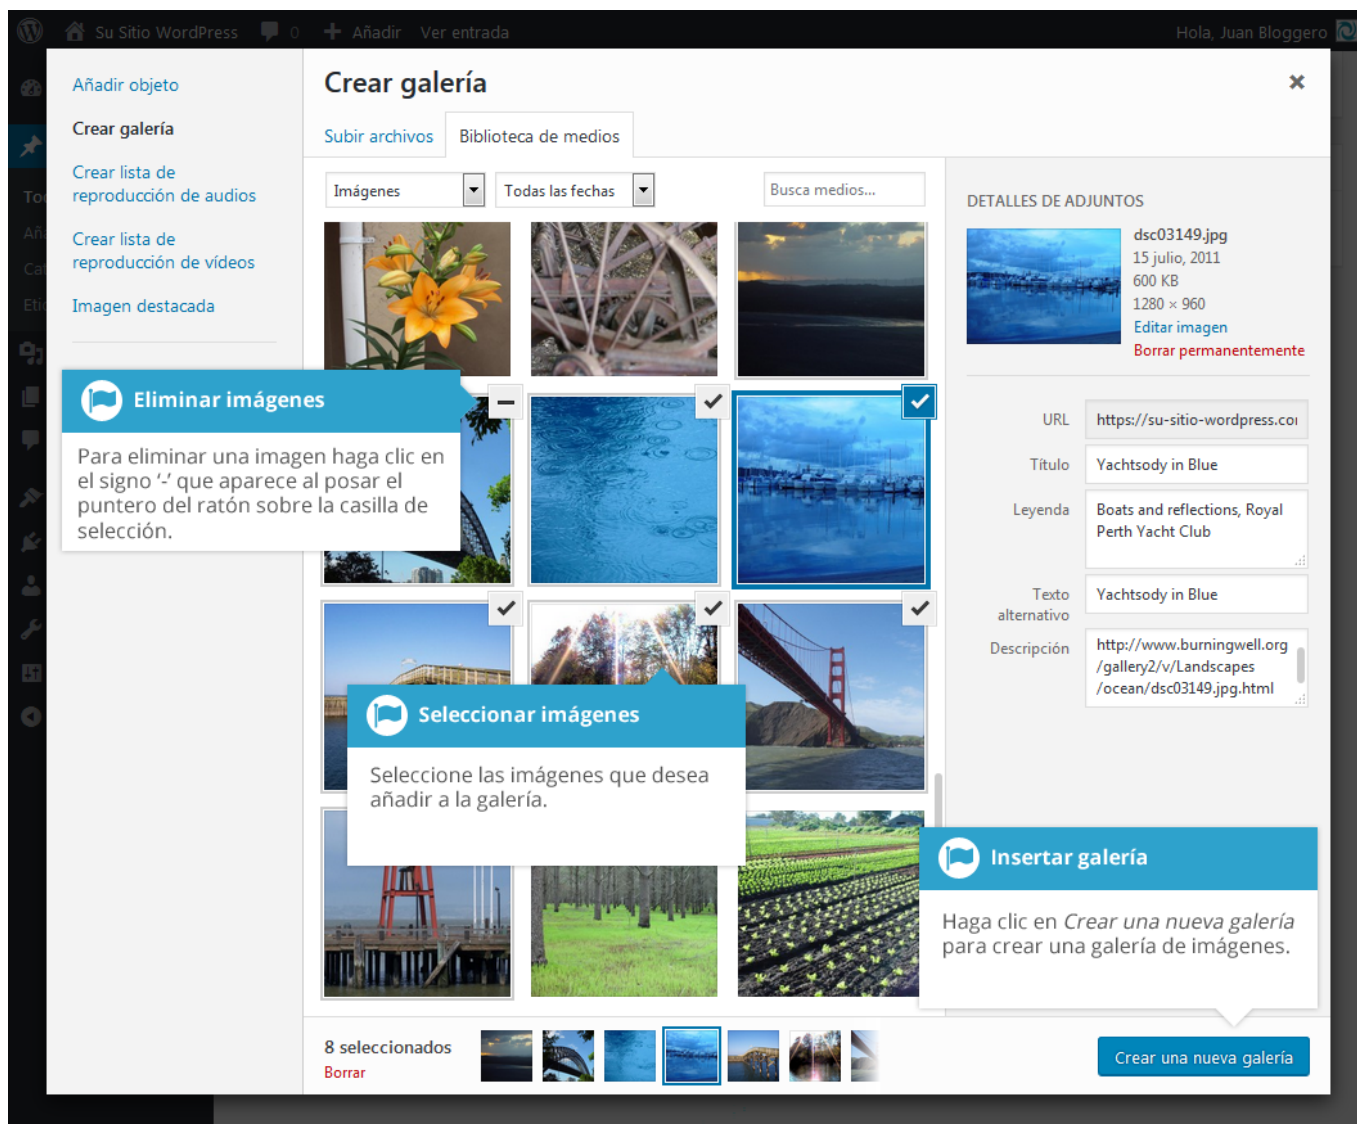 Su Sitio WordPress
0
Añadir
Ver entrada
Hola, Juan Bloggero
Añadir objeto
Crear galería
Crear lista de
reproducción de audios
Crear lista de
reproducción de vídeos
Imagen destacada
Crear galería
Subir archivos
Biblioteca de medios
Imágenes
Todas las fechas
Busca medios...
DETALLES DE ADJUNTOS
dsc03149.jpg
15 julio, 2011
600 KB
1280 × 960
Editar imagen
Borrar permanentemente
URL
https://su-sitio-wordpress.co
Título
Yachtsody in Blue
Leyenda
Boats and reflections, Royal
Perth Yacht Club
Texto
alternativo
Yachtsody in Blue
Descripción
http://www.burningwell.org
/gallery2/v/Landscapes
/ocean/dsc03149.jpg.html
Eliminar imágenes
Para eliminar una imagen haga clic en
el signo ‘-’ que aparece al posar el
puntero del ratón sobre la casilla de
selección.
Seleccionar imágenes
Seleccione las imágenes que desea
añadir a la galería.
Insertar galería
Haga clic en Crear una nueva galería
para crear una galería de imágenes.
8 seleccionados
Borrar
Crear una nueva galería